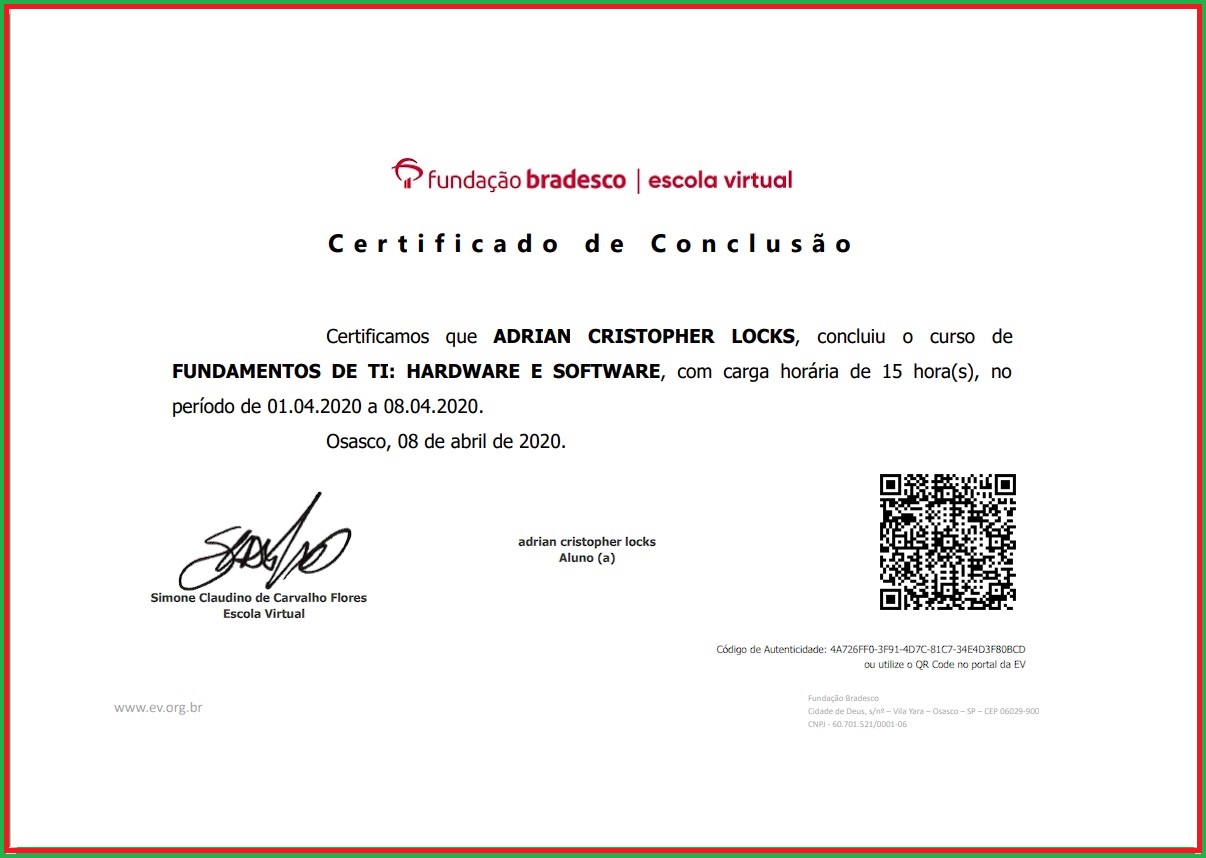 fundação bradesco | escola virtual
Certificado de Conclusão
Certificamos que ADRIAN CRISTOPHER LOCKS, concluiu o curso de
FUNDAMENTOS DE TI: HARDWARE E SOFTWARE, com carga horária de 15 hora(s), no
período de 01.04.2020 a 08.04.2020.
Osasco, 08 de abril de 2020.
Simone Claudino de Carvalho Flores
Escola Virtual
adrian cristopher locks
Aluno (a)
Código de Autenticidade: 4A726FF0-3F91-4D7C-81C7-34E4D3F80BCD
ou utilize o QR Code no portal da EV
www.ev.org.br
Fundação Bradesco
Cidade de Deus, s/nº – Vila Yara – Osasco – SP – CEP 06029-900
CNPJ - 60.701.521/0001-06